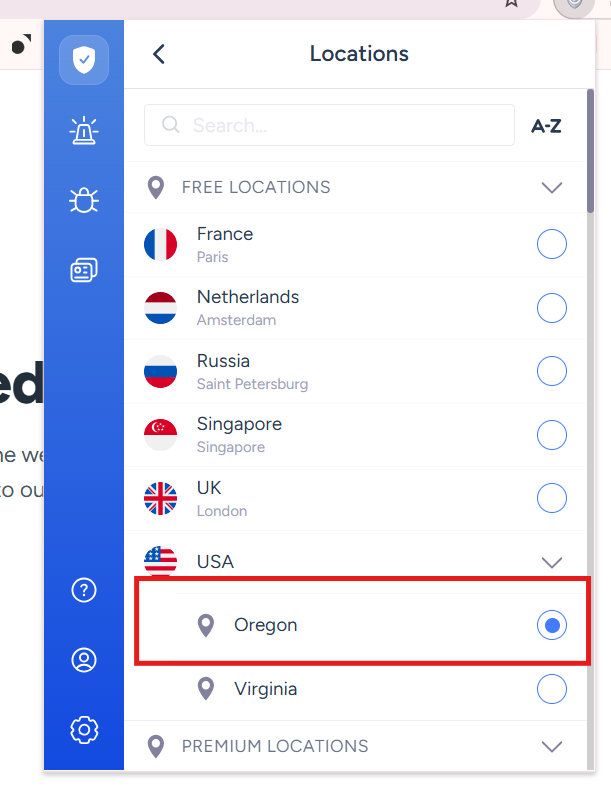 Locations
Search...
A-Z
FREE LOCATIONS
France
Paris
Netherlands
Amsterdam
Russia
Saint Petersburg
Singapore
Singapore
UK
London
USA
Oregon
Virginia
PREMIUM LOCATIONS
ed
ne we
to ou
?